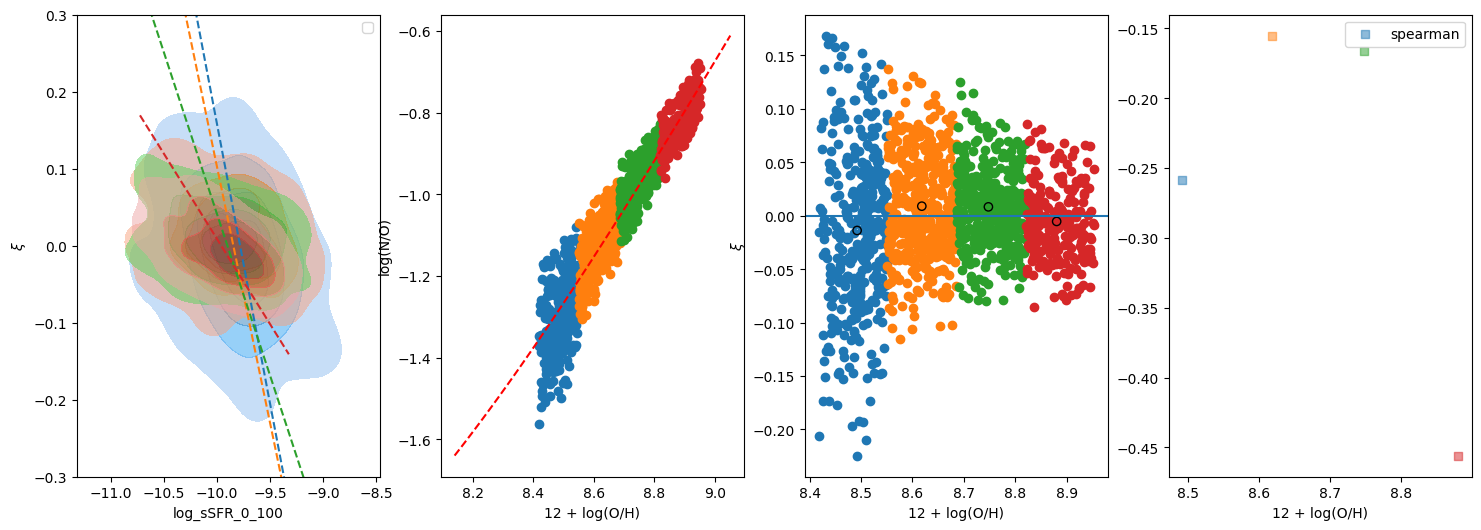 0.3
0.2
0.1
0.0
−0.1
−0.2
−0.3
ξ
−11.0 −10.5 −10.0 −9.5 −9.0 −8.5
log_sSFR_0_100
−0.6
−0.8
−1.0
−1.2
−1.4
−1.6
log(N/O)
8.2 8.4 8.6 8.8 9.0
12 + log(O/H)
0.15
0.10
0.05
0.00
−0.05
−0.10
−0.15
−0.20
ξ
8.4 8.5 8.6 8.7 8.8 8.9
12 + log(O/H)
spearman
−0.15
−0.20
−0.25
−0.30
−0.35
−0.40
−0.45
8.5 8.6 8.7 8.8
12 + log(O/H)